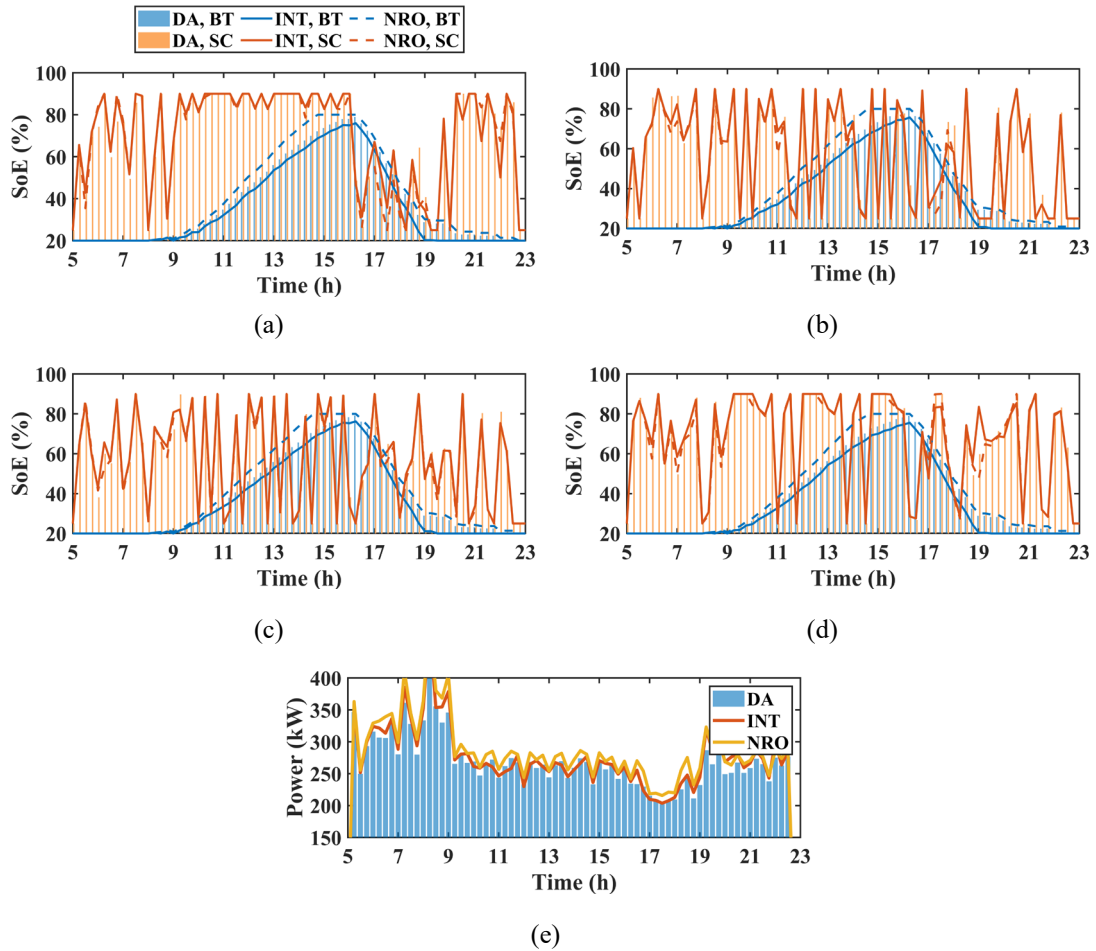 DA, BT INT, BT NRO, BT
DA, SC INT, SC NRO, SC
100
80
60
40
20
SoE (%)
5 7 9 11 13 15 17 19 21 23
Time (h)
(a)
100
80
60
40
20
SoE (%)
5 7 9 11 13 15 17 19 21 23
Time (h)
(b)
100
80
60
40
20
SoE (%)
5 7 9 11 13 15 17 19 21 23
Time (h)
(c)
100
80
60
40
20
SoE (%)
5 7 9 11 13 15 17 19 21 23
Time (h)
(d)
400
350
300
250
200
150
Power (kW)
DA
INT
NRO
5 7 9 11 13 15 17 19 21 23
Time (h)
(e)